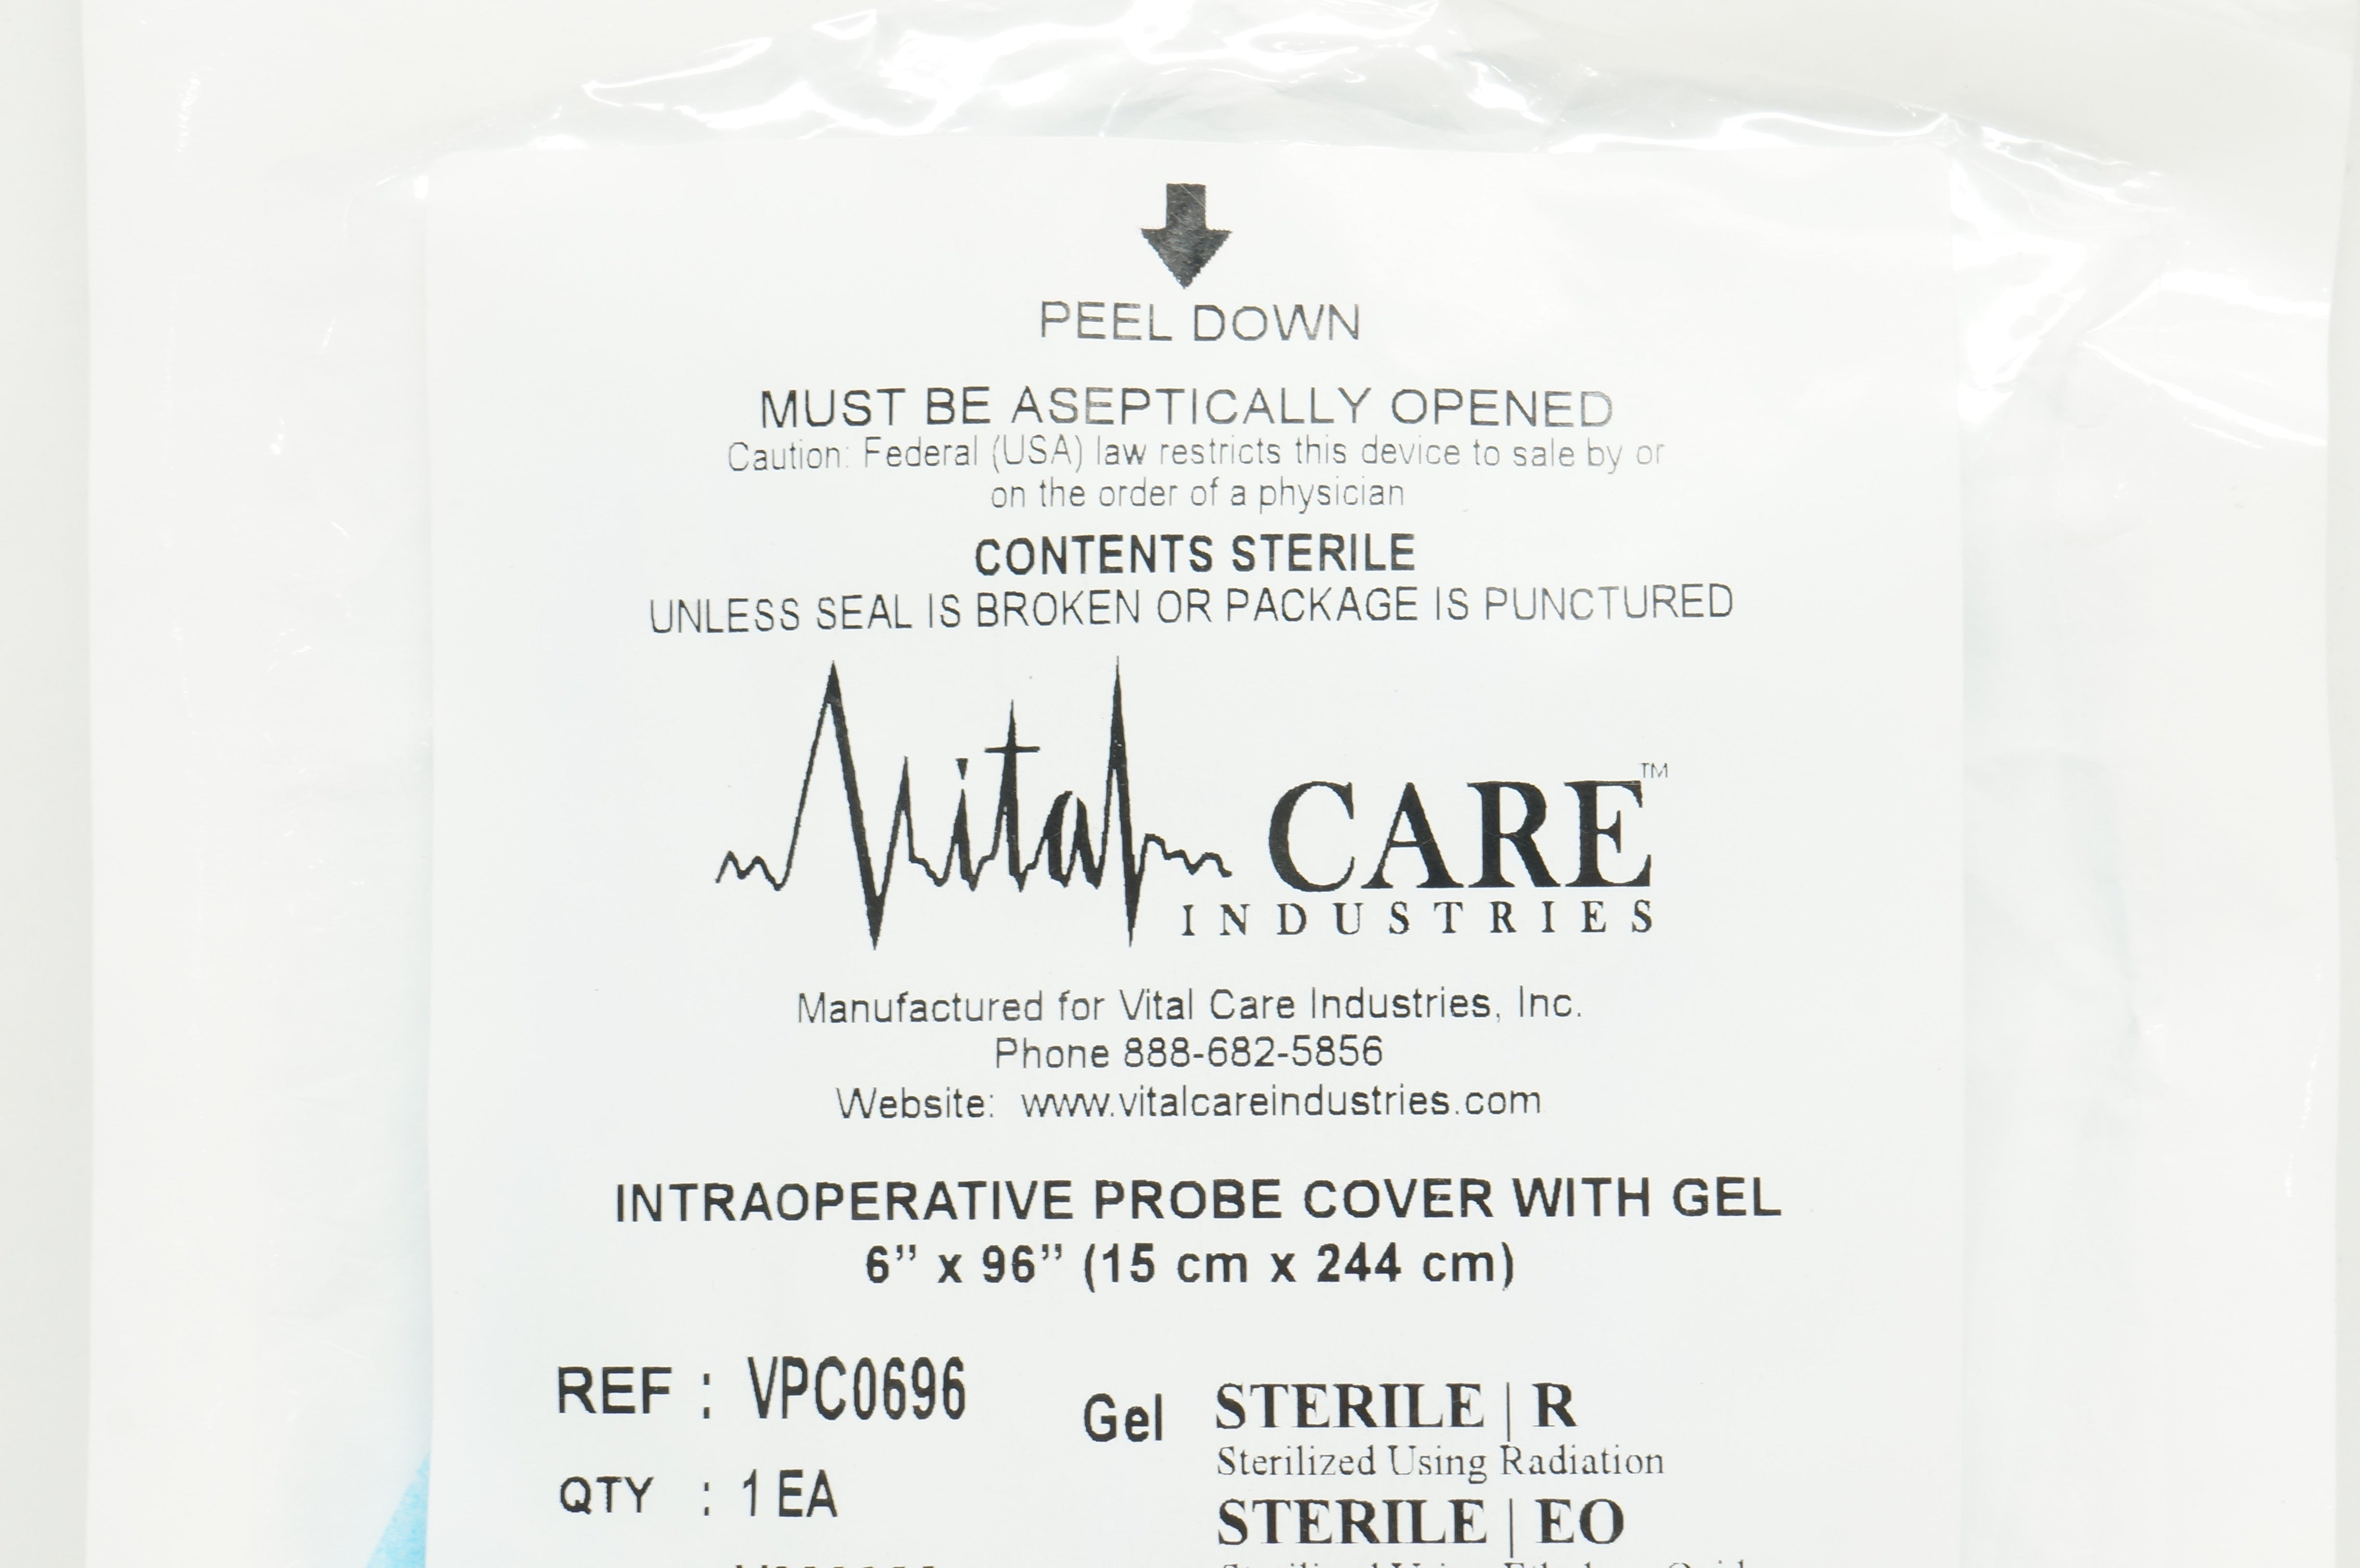 PEEL DOWN
MUST BE ASEPTICALLY OPENED
Caution: Federal (USA) law restricts this device to sale by or
on the order of a physician
CONTENTS STERILE
UNLESS SEAL IS BROKEN OR PACKAGE IS PUNCTURED
Vital CARE™
INDUSTRIES
Manufactured for Vital Care Industries, Inc.
Phone 888-682-5856
Website: www.vitalcareindustries.com
INTRAOPERATIVE PROBE COVER WITH GEL
6” x 96” (15 cm x 244 cm)
REF : VPC0696
Gel STERILE | R
Sterilized Using Radiation
QTY : 1 EA
STERILE | EO